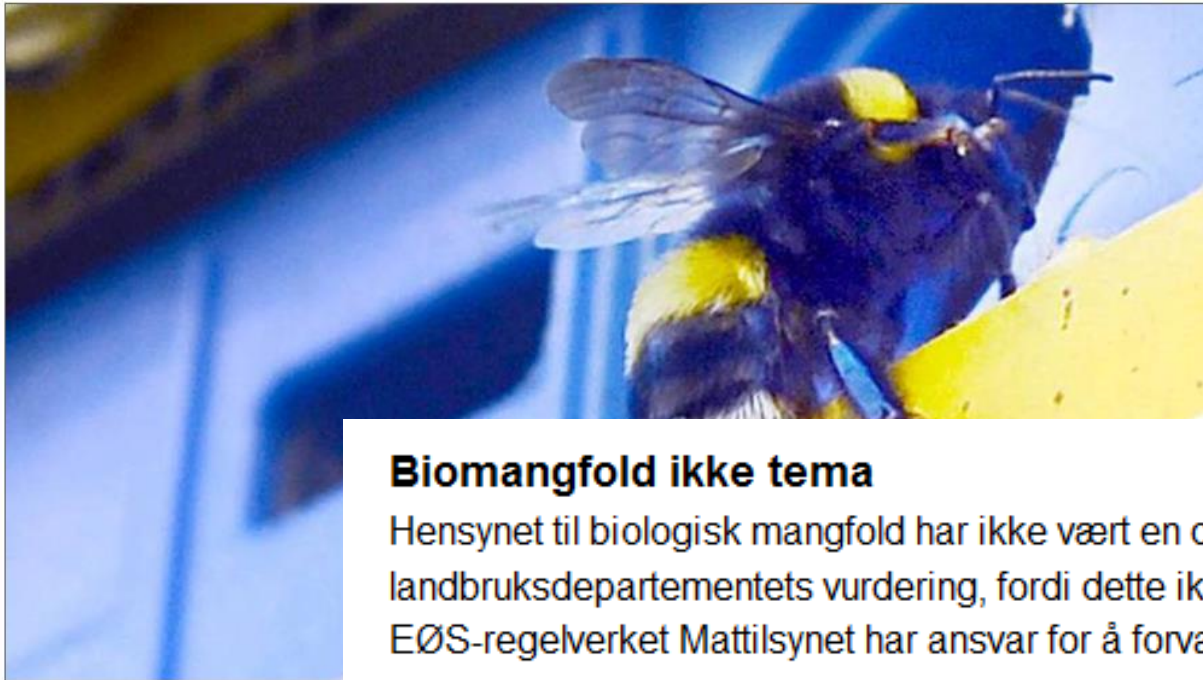 Biomangfold ikke tema
Hensynet til biologisk mangfold har ikke vært en
landbruksdepartementets vurdering, fordi dette
EØS-regelverket Mattilsynet har ansvar for å